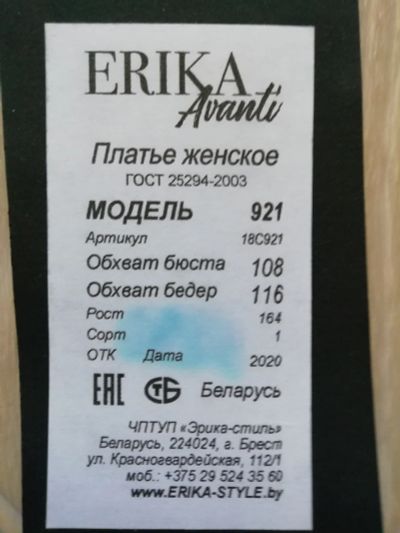 ERIKA
Avanti
Платье женское
ГОСТ 25294-2003
МОДЕЛЬ 921
Артикул 18С921
Обхват бюста 108
Обхват бедер 116
Рост 164
Сорт 1
ОТК Дата 2020
ЕАС СТБ Беларусь
ЧПТУП «Эрика-стиль»
Беларусь, 224024, г. Брест
ул. Красногвардейская, 112/1
моб.: +375 29 524 35 60
www.ERIKA-STYLE.by